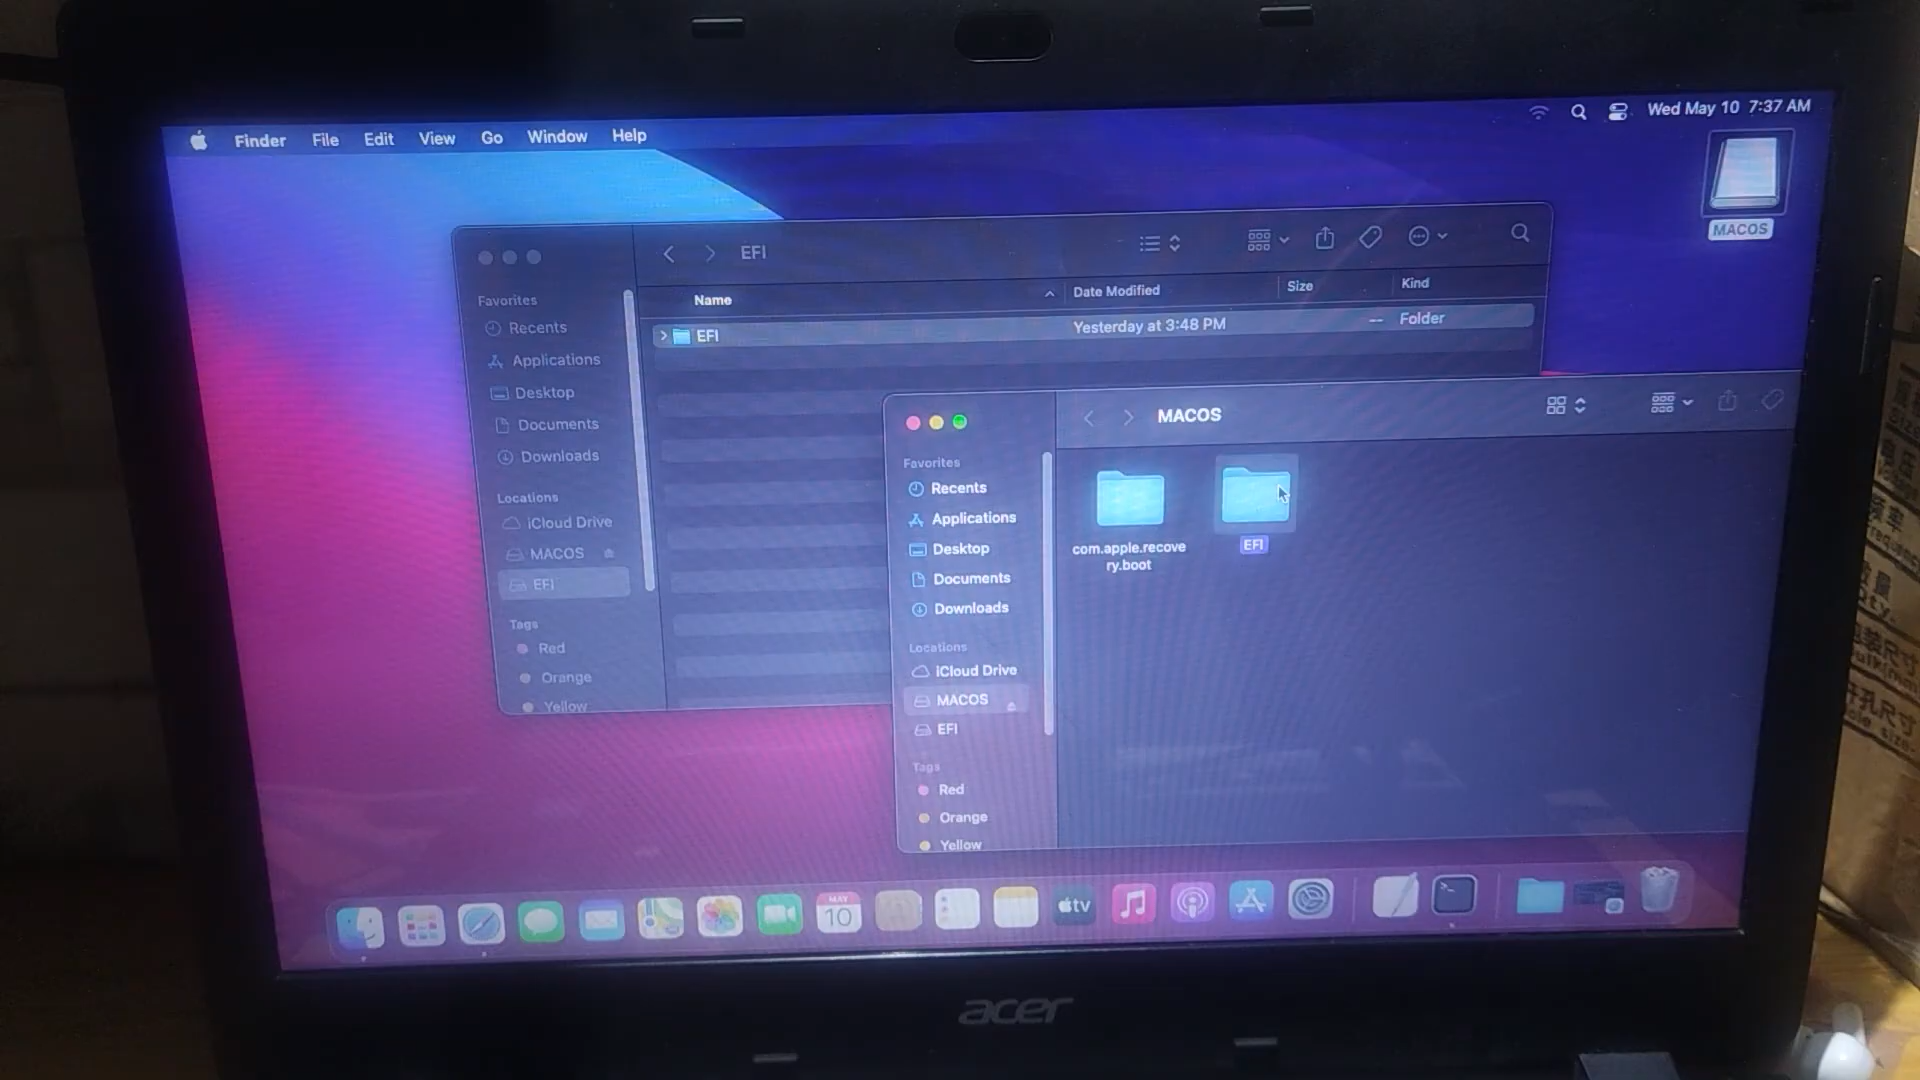 Finder File Edit View Go Window Help
Wed May 10 7:37 AM
MACOS
EFI
Name
Date Modified
Size
Kind
EFI
Yesterday at 3:48 PM
--
Folder
Favorites
Recents
Applications
Desktop
Documents
Downloads
Locations
iCloud Drive
MACOS
EFI
Tags
Red
Orange
Yellow
MACOS
Favorites
Recents
Applications
Desktop
Documents
Downloads
Locations
iCloud Drive
MACOS
EFI
Tags
Red
Orange
Yellow
com.apple.recove
ry.boot
EFI
MAY
10
tv
acer